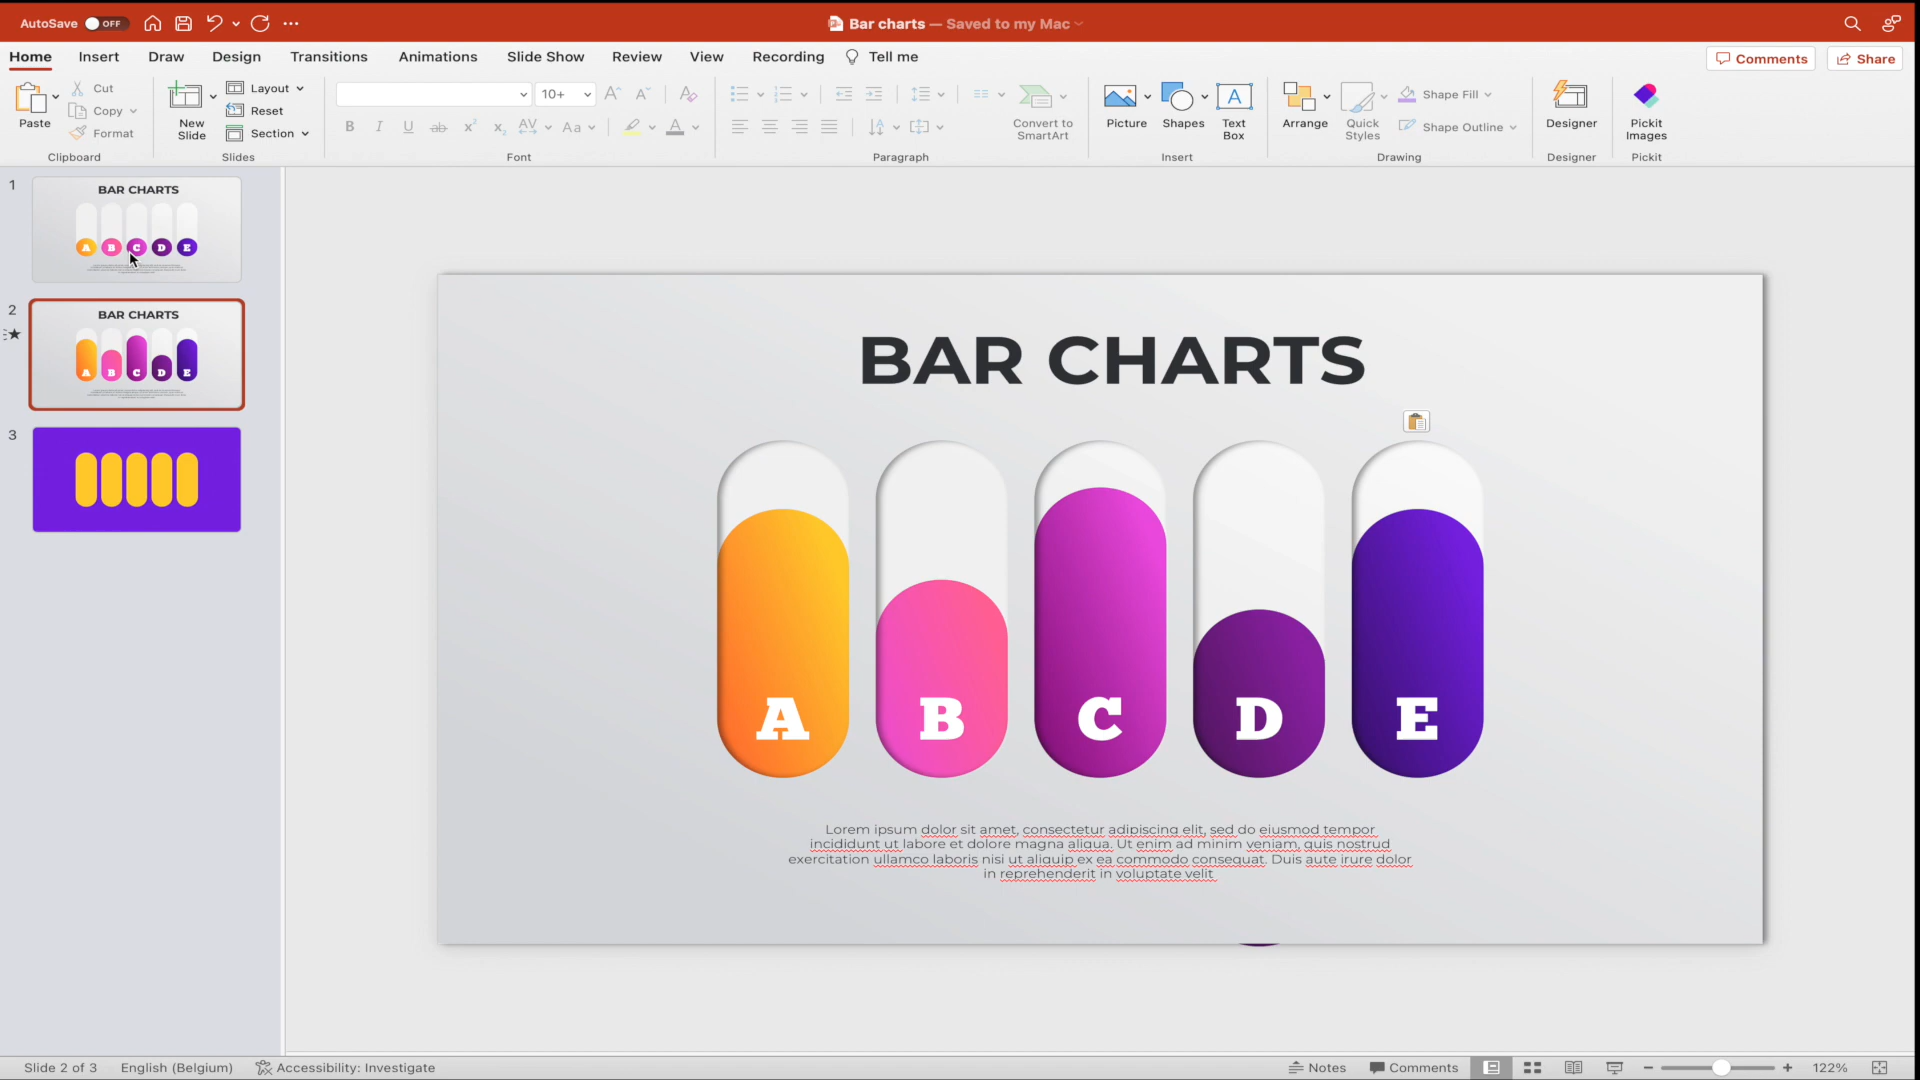 AutoSave OFF
Bar charts — Saved to my Mac
Home Insert Draw Design Transitions Animations Slide Show Review View Recording Tell me
Comments Share
Paste
Cut
Copy
Format
Clipboard
New Slide
Layout
Reset
Section
Slides
10+
B I U ab x² x₂ AV Aa A
Font
Paragraph
Convert to SmartArt
Picture
Shapes
A
Text Box
Insert
Arrange
Quick Styles
Shape Fill
Shape Outline
Drawing
Designer
Designer
Pickit Images
Pickit
1
BAR CHARTS
A B C D E
2
BAR CHARTS
A B C D E
3
BAR CHARTS
A B C D E
Lorem ipsum dolor sit amet, consectetur adipiscing elit, sed do eiusmod tempor
incididunt ut labore et dolore magna aliqua. Ut enim ad minim veniam, quis nostrud
exercitation ullamco laboris nisi ut aliquip ex ea commodo consequat. Duis aute irure dolor
in reprehenderit in voluptate velit
Slide 2 of 3 English (Belgium) Accessibility: Investigate
Notes Comments 122%